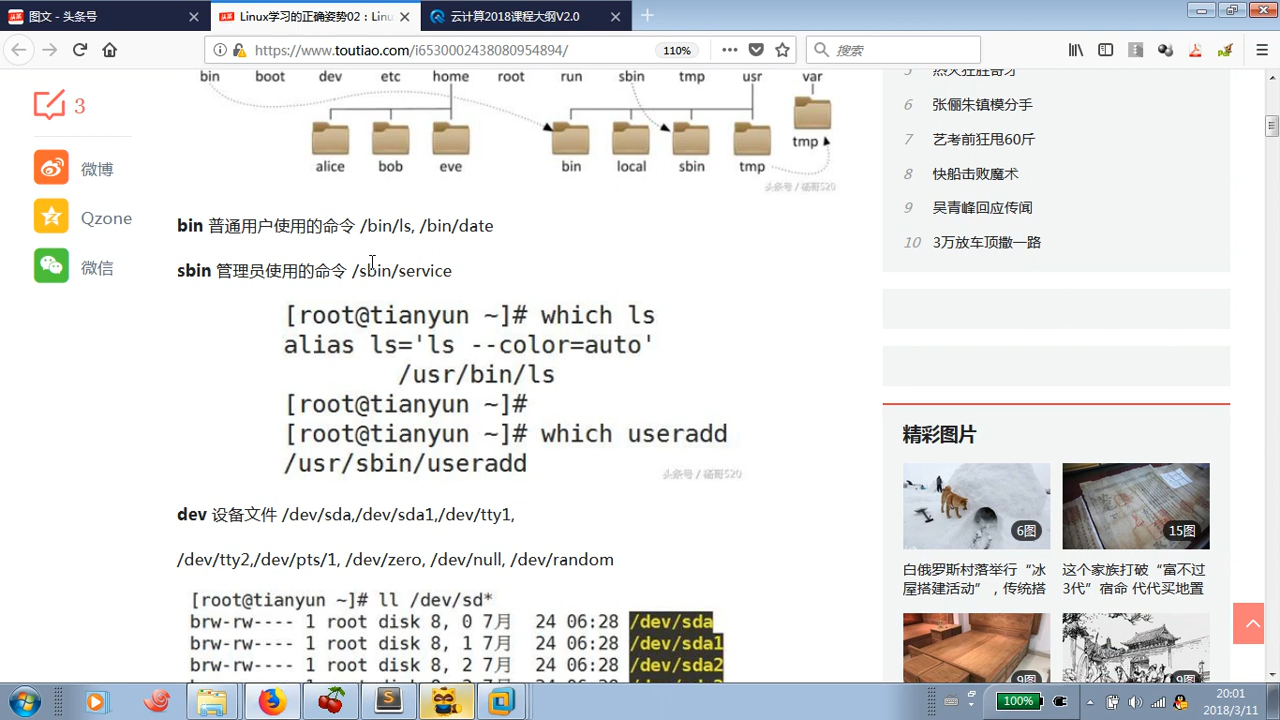 图文 - 头条号
Linux学习的正确姿势02：Linu
云计算2018课程大纲V2.0
https://www.toutiao.com/i6530002438080954894/
110%
搜索
bin boot dev etc home root run sbin tmp usr var
alice bob eve bin local sbin tmp tmp
3
微博
Qzone
微信
bin 普通用户使用的命令 /bin/ls, /bin/date
sbin 管理员使用的命令 /sbin/service
[root@tianyun ~]# which ls
alias ls='ls --color=auto'
/usr/bin/ls
[root@tianyun ~]#
[root@tianyun ~]# which useradd
/usr/sbin/useradd
dev 设备文件 /dev/sda,/dev/sda1,/dev/tty1,
/dev/tty2,/dev/pts/1, /dev/zero, /dev/null, /dev/random
[root@tianyun ~]# ll /dev/sd*
brw-rw---- 1 root disk 8, 0 7月 24 06:28 /dev/sda
brw-rw---- 1 root disk 8, 1 7月 24 06:28 /dev/sda1
brw-rw---- 1 root disk 8, 2 7月 24 06:28 /dev/sda2
6 张俪朱镇模分手
7 艺考前狂甩60斤
8 快船击败魔术
9 吴青峰回应传闻
10 3万放车顶撒一路
精彩图片
6图
15图
白俄罗斯村落举行“冰
屋搭建活动”，传统搭
这个家族打破“富不过
3代”宿命 代代买地置
100%
20:01
2018/3/11